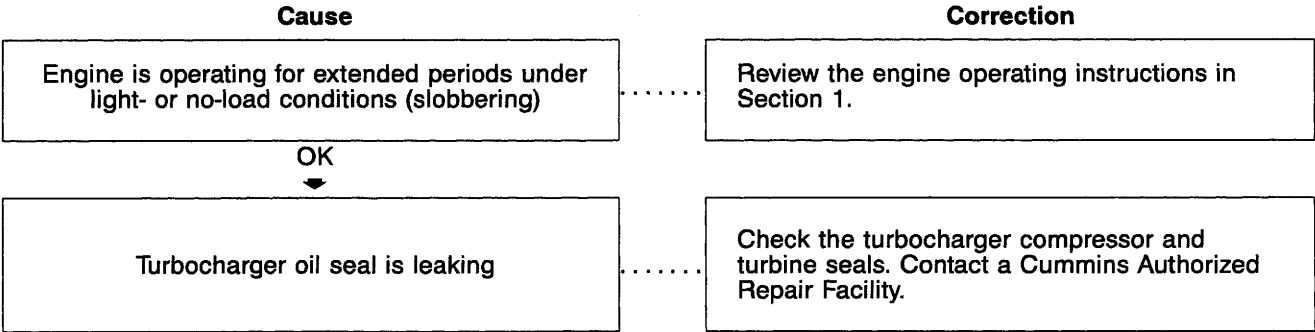 Cause
Correction
Engine is operating for extended periods under
light- or no-load conditions (slobbering)
Review the engine operating instructions in
Section 1.
OK
Turbocharger oil seal is leaking
Check the turbocharger compressor and
turbine seals. Contact a Cummins Authorized
Repair Facility.